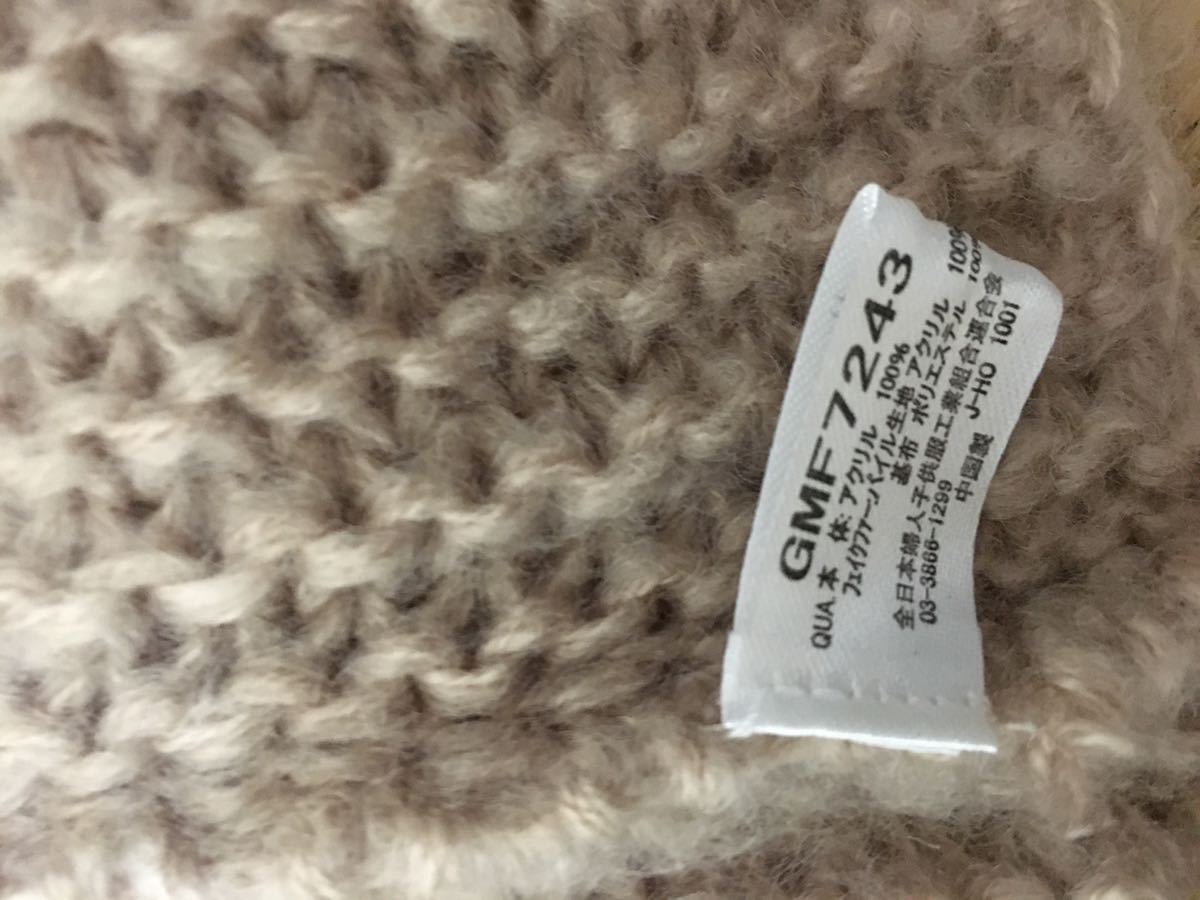 GMF7243
QUA.本 体:アクリル 100%
フェイクファー:パイル生地 アクリル 100%
基布 ポリエステル 100%
全日本婦人子供服工業組合連合会
03-3866-1299 J-HO 1001
中国製